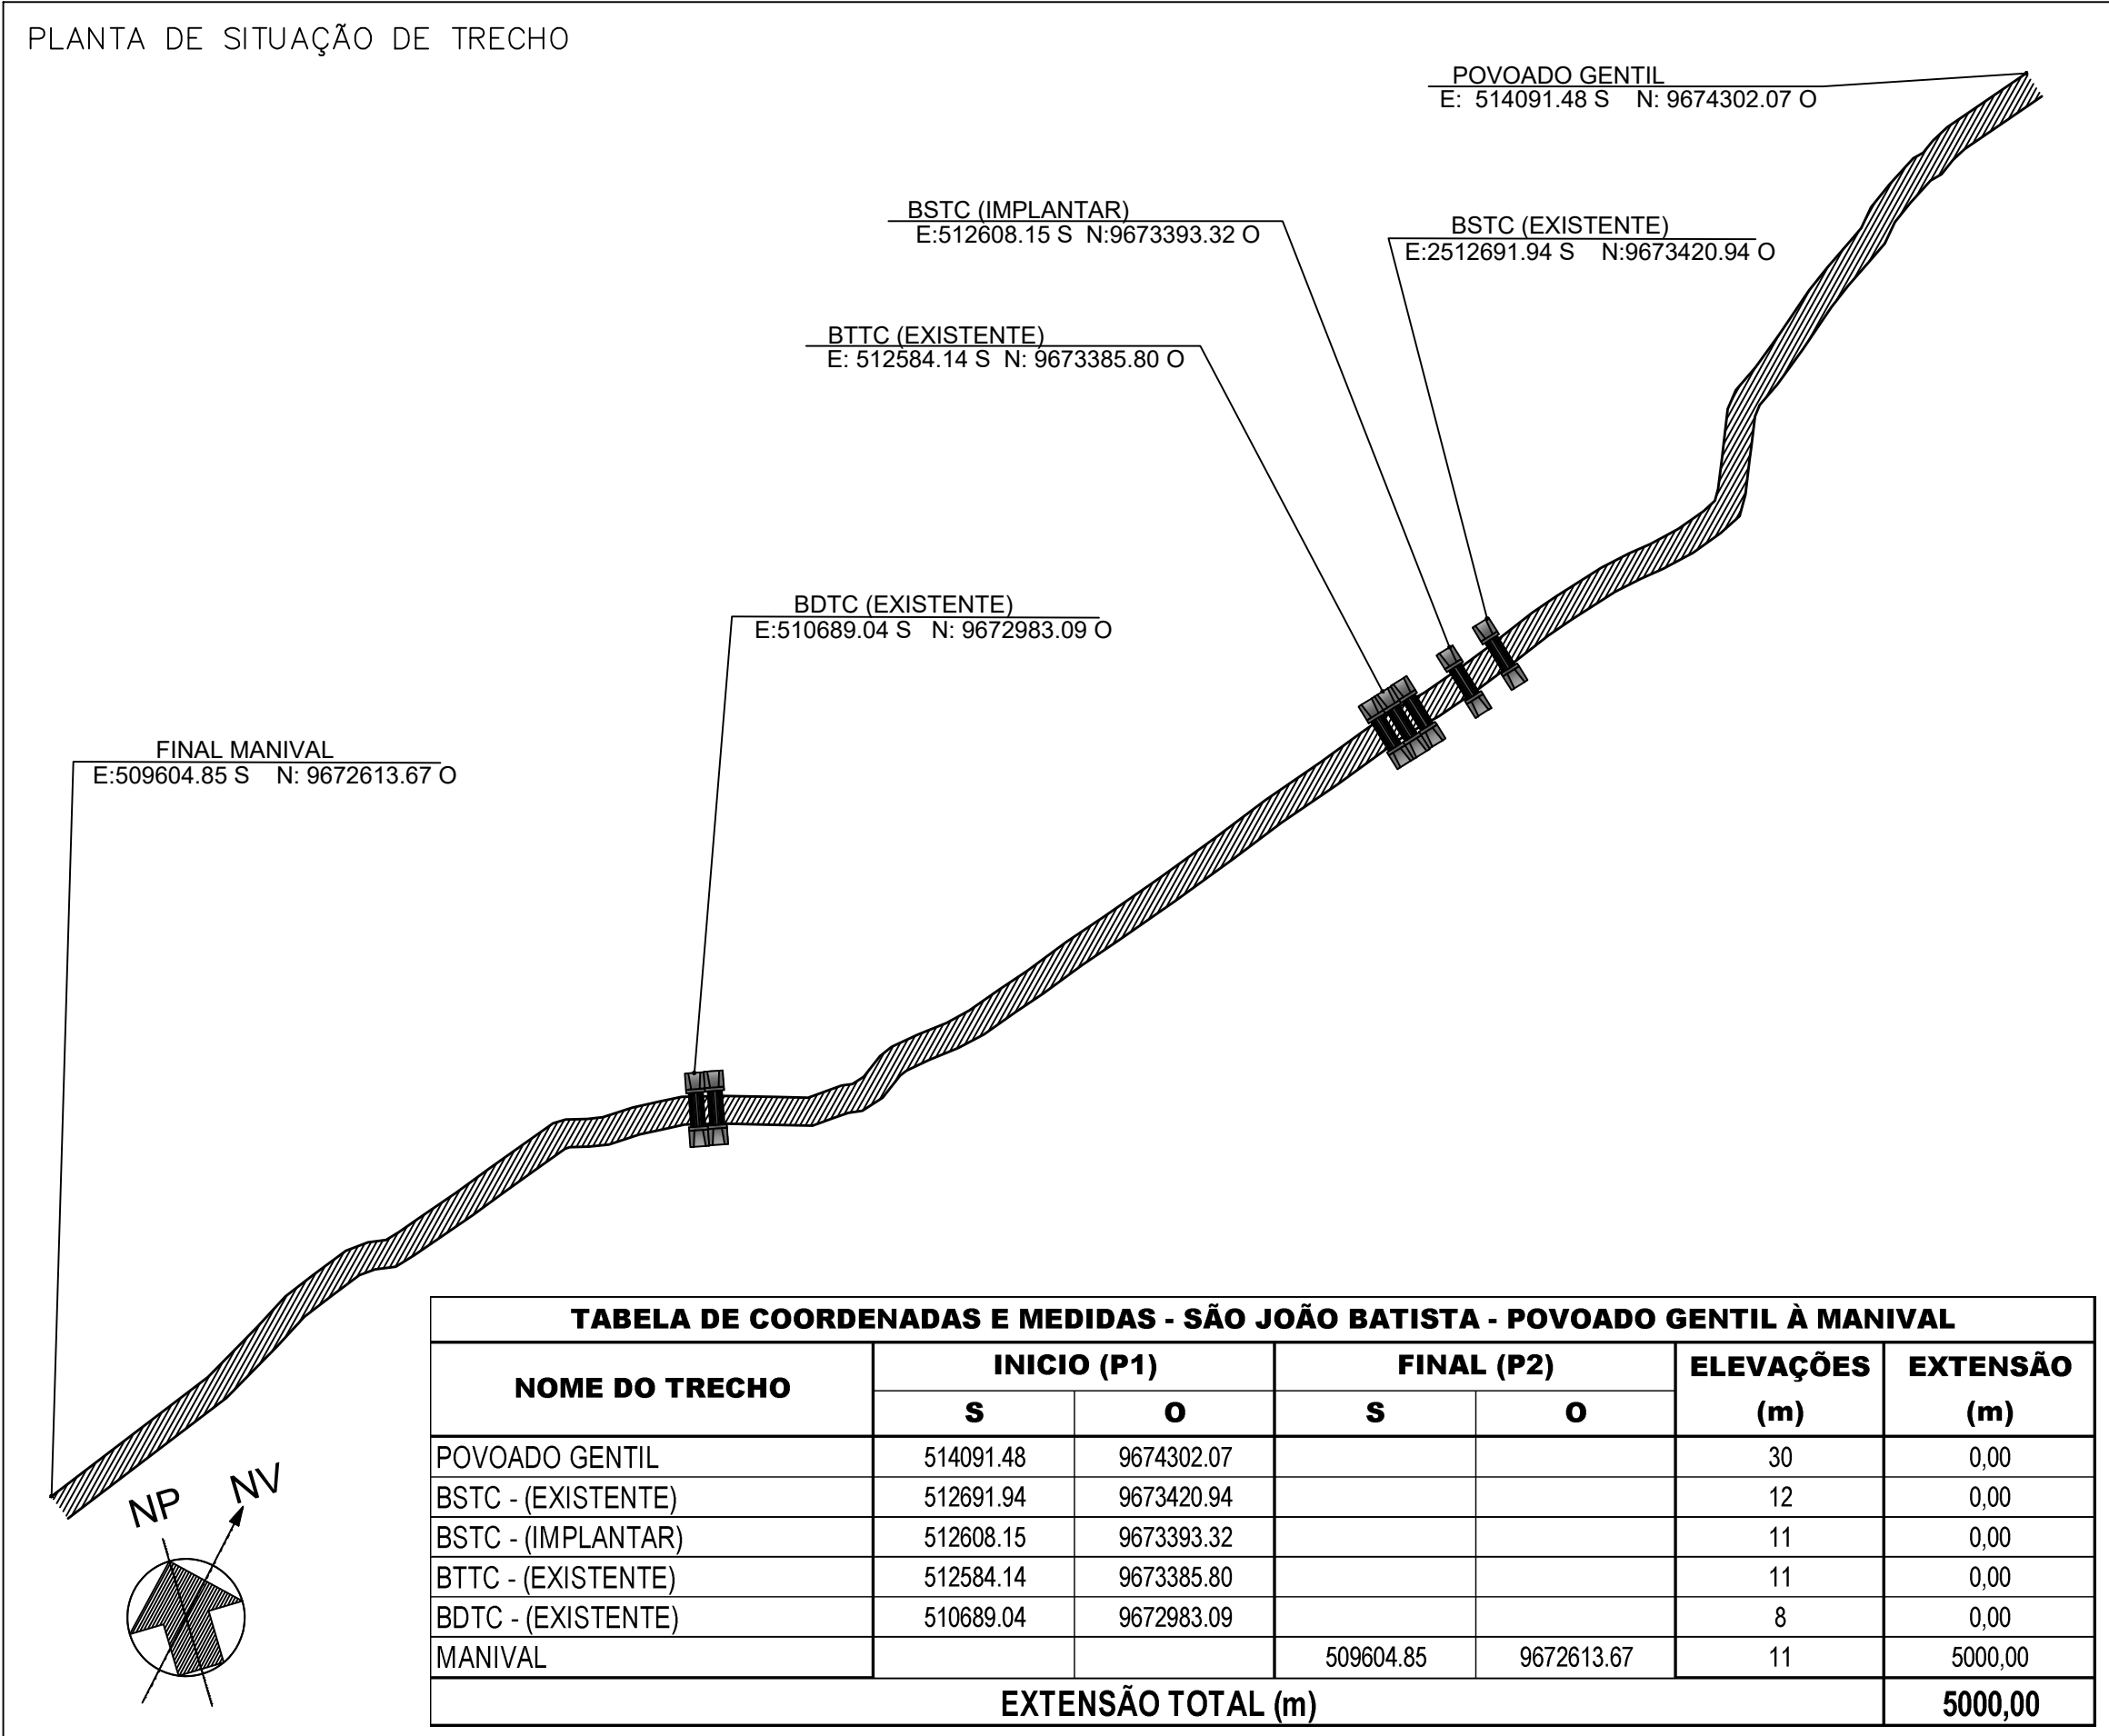 PLANTA DE SITUAÇÃO DE TRECHO
POVOADO GENTIL
E: 514091.48 S N: 9674302.07 O
BSTC (IMPLANTAR)
E:512608.15 S N:9673393.32 O
BSTC (EXISTENTE)
E:2512691.94 S N:9673420.94 O
BTTC (EXISTENTE)
E: 512584.14 S N: 9673385.80 O
BDTC (EXISTENTE)
E:510689.04 S N: 9672983.09 O
FINAL MANIVAL
E:509604.85 S N: 9672613.67 O
NP NV
TABELA DE COORDENADAS E MEDIDAS - SÃO JOÃO BATISTA - POVOADO GENTIL À MANIVAL
NOME DO TRECHO INICIO (P1) FINAL (P2) ELEVAÇÕES (m) EXTENSÃO (m)
S O S O
POVOADO GENTIL 514091.48 9674302.07 30 0,00
BSTC - (EXISTENTE) 512691.94 9673420.94 12 0,00
BSTC - (IMPLANTAR) 512608.15 9673393.32 11 0,00
BTTC - (EXISTENTE) 512584.14 9673385.80 11 0,00
BDTC - (EXISTENTE) 510689.04 9672983.09 8 0,00
MANIVAL 509604.85 9672613.67 11 5000,00
EXTENSÃO TOTAL (m) 5000,00